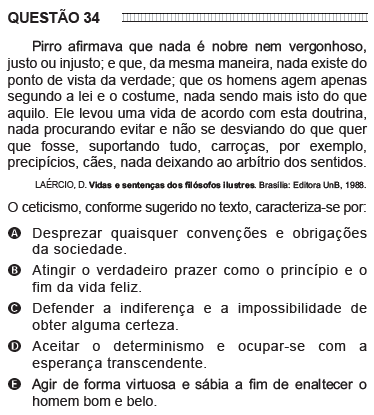 QUESTÃO 34
Pirro afirmava que nada é nobre nem vergonhoso,
justo ou injusto; e que, da mesma maneira, nada existe do
ponto de vista da verdade; que os homens agem apenas
segundo a lei e o costume, nada sendo mais isto do que
aquilo. Ele levou uma vida de acordo com esta doutrina,
nada procurando evitar e não se desviando do que quer
que fosse, suportando tudo, carroças, por exemplo,
precipícios, cães, nada deixando ao arbítrio dos sentidos.
LAÉRCIO, D. Vidas e sentenças dos filósofos ilustres. Brasília: Editora UnB, 1988.
O ceticismo, conforme sugerido no texto, caracteriza-se por:
A Desprezar quaisquer convenções e obrigações
da sociedade.
B Atingir o verdadeiro prazer como o princípio e o
fim da vida feliz.
C Defender a indiferença e a impossibilidade de
obter alguma certeza.
D Aceitar o determinismo e ocupar-se com a
esperança transcendente.
E Agir de forma virtuosa e sábia a fim de enaltecer o
homem bom e belo.